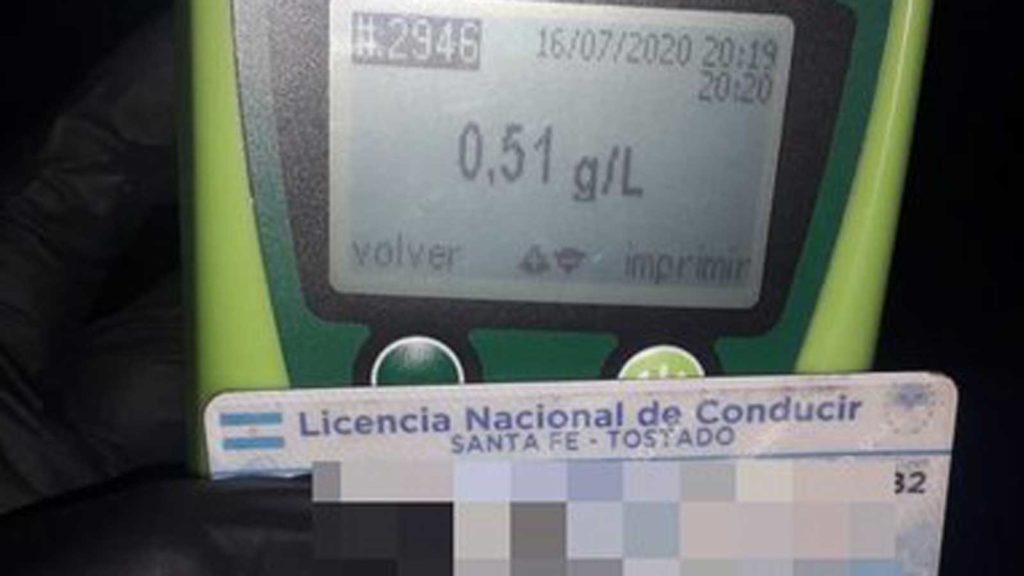 #.2946 16/07/2020 20:19
20:20
0,51 g/L
volver imprimir
Licencia Nacional de Conducir
SANTA FE - TOSTADO
32